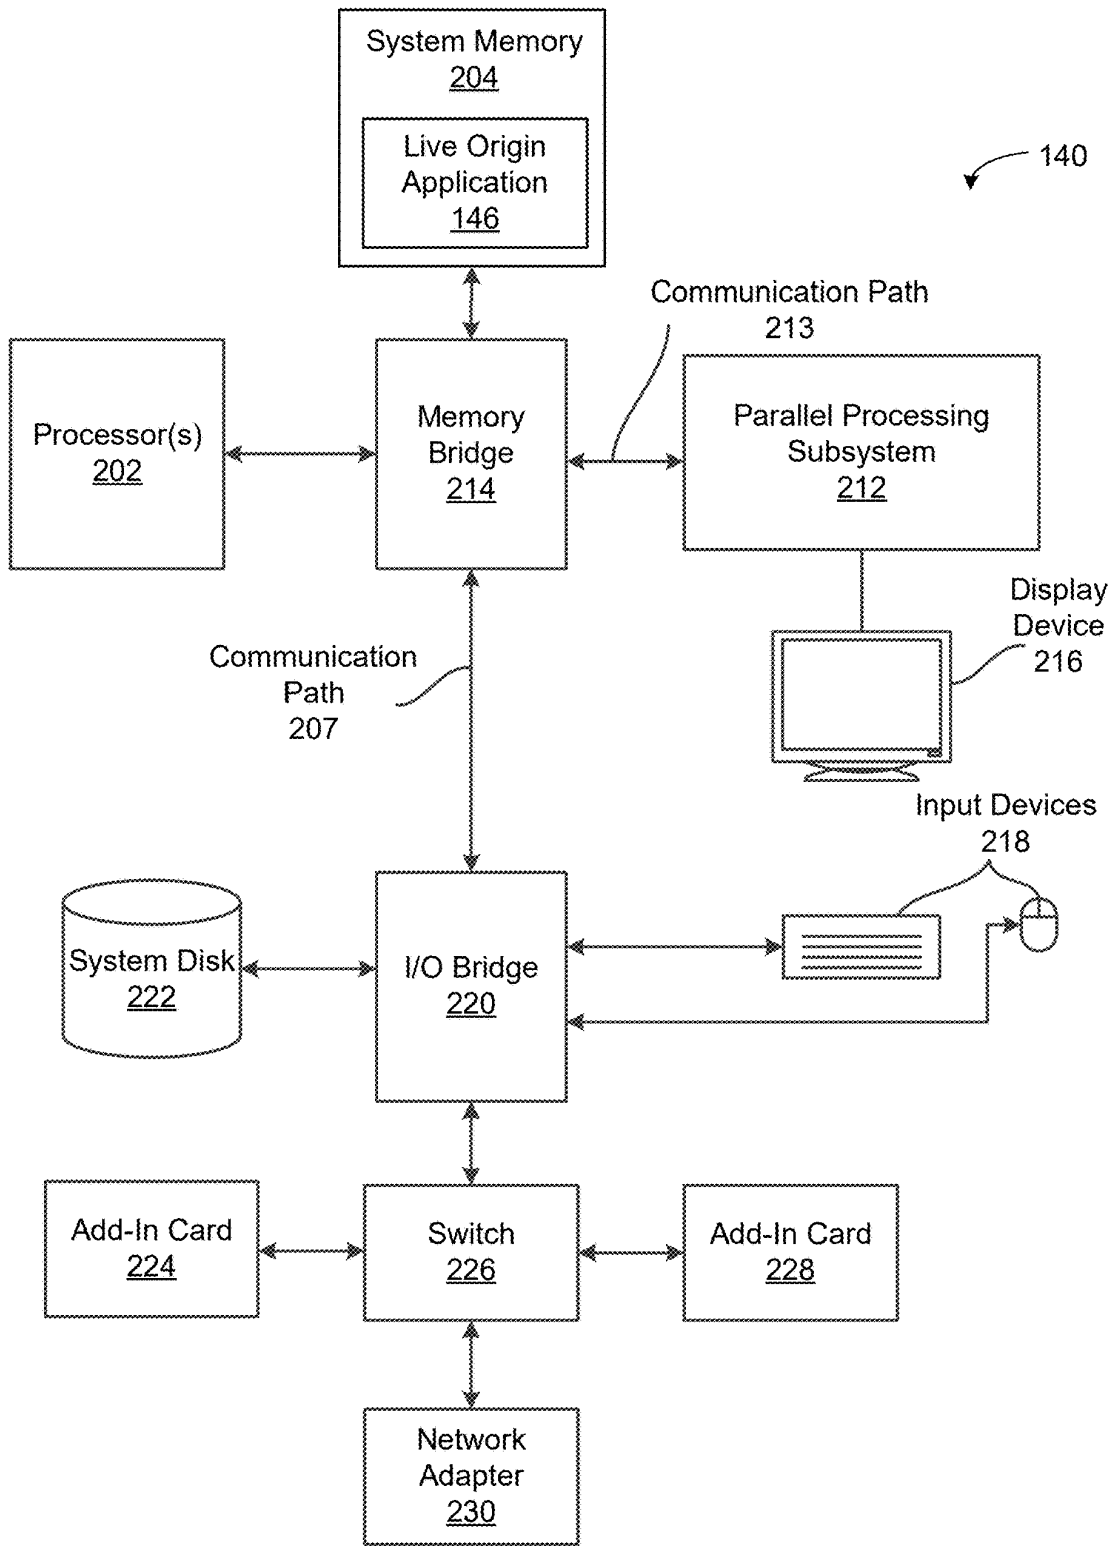 System Memory
204
Live Origin
Application
146
140
Communication Path
213
Processor(s)
202
Memory
Bridge
214
Parallel Processing
Subsystem
212
Display
Device
216
Communication
Path
207
Input Devices
218
System Disk
222
I/O Bridge
220
Add-In Card
224
Switch
226
Add-In Card
228
Network
Adapter
230